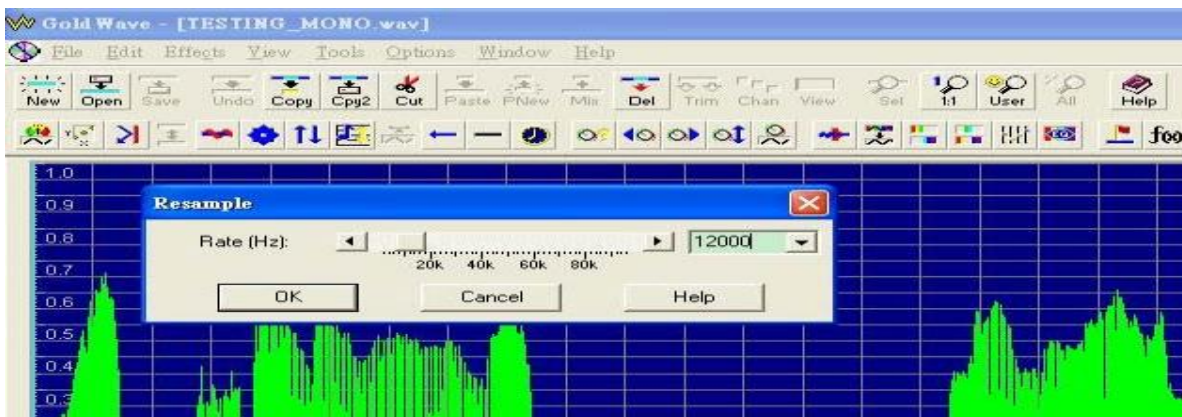 Gold Wave - [TESTING_MONO.wav]
File Edit Effects View Tools Options Window Help
New Open Save Undo Copy Cpy2 Cut Paste PNew Mix Del Trim Chan View Sel 1:1 User All Help
foo
1.0
0.9
0.8
0.7
0.6
0.5
0.4
0.3
Resample
Rate (Hz): 12000
20k 40k 60k 80k
OK Cancel Help